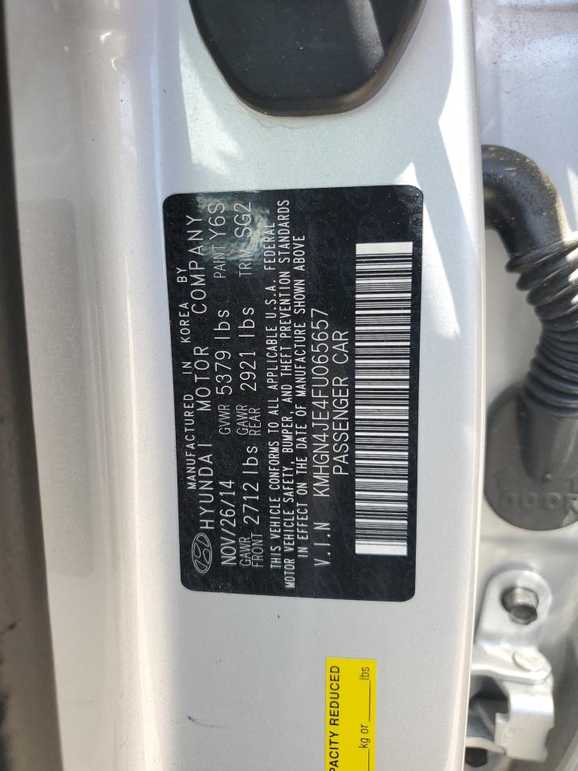 MANUFACTURED IN KOREA BY
HYUNDAI MOTOR COMPANY
NOV/26/14 GVWR 5379 lbs PAINT Y6S
GAWR FRONT 2712 lbs GAWR REAR 2921 lbs TRIM SG2
THIS VEHICLE CONFORMS TO ALL APPLICABLE U.S.A. FEDERAL
MOTOR VEHICLE SAFETY, BUMPER, AND THEFT PREVENTION STANDARDS
IN EFFECT ON THE DATE OF MANUFACTURE SHOWN ABOVE
V.I.N KMHGN4JE4FU065657
PASSENGER CAR
PACITY REDUCED
kg or lbs